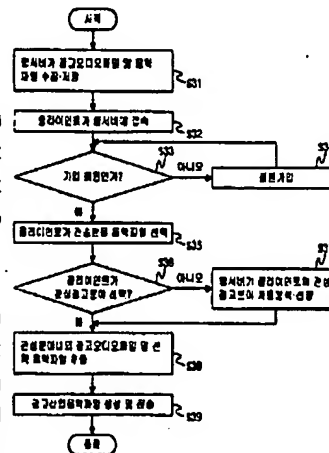 시작
웹서버가 광고오디오파일 및 음악
파일 수집·저장
S31
클라이언트가 웹서버에 접속
S32
S33
가입 회원인가?
아니오
회원가입
예
클라이언트가 전송받을 음악파일 선택
S35
S36
클라이언트가
관심광고분야 선택?
아니오
웹서버가 클라이언트의 관심
광고분야 자동검색·선정
예
관심분야내의 광고오디오파일 및 선
택 음악파일 추출
S38
광고삽입음악파일 생성 및 전송
S39
종료